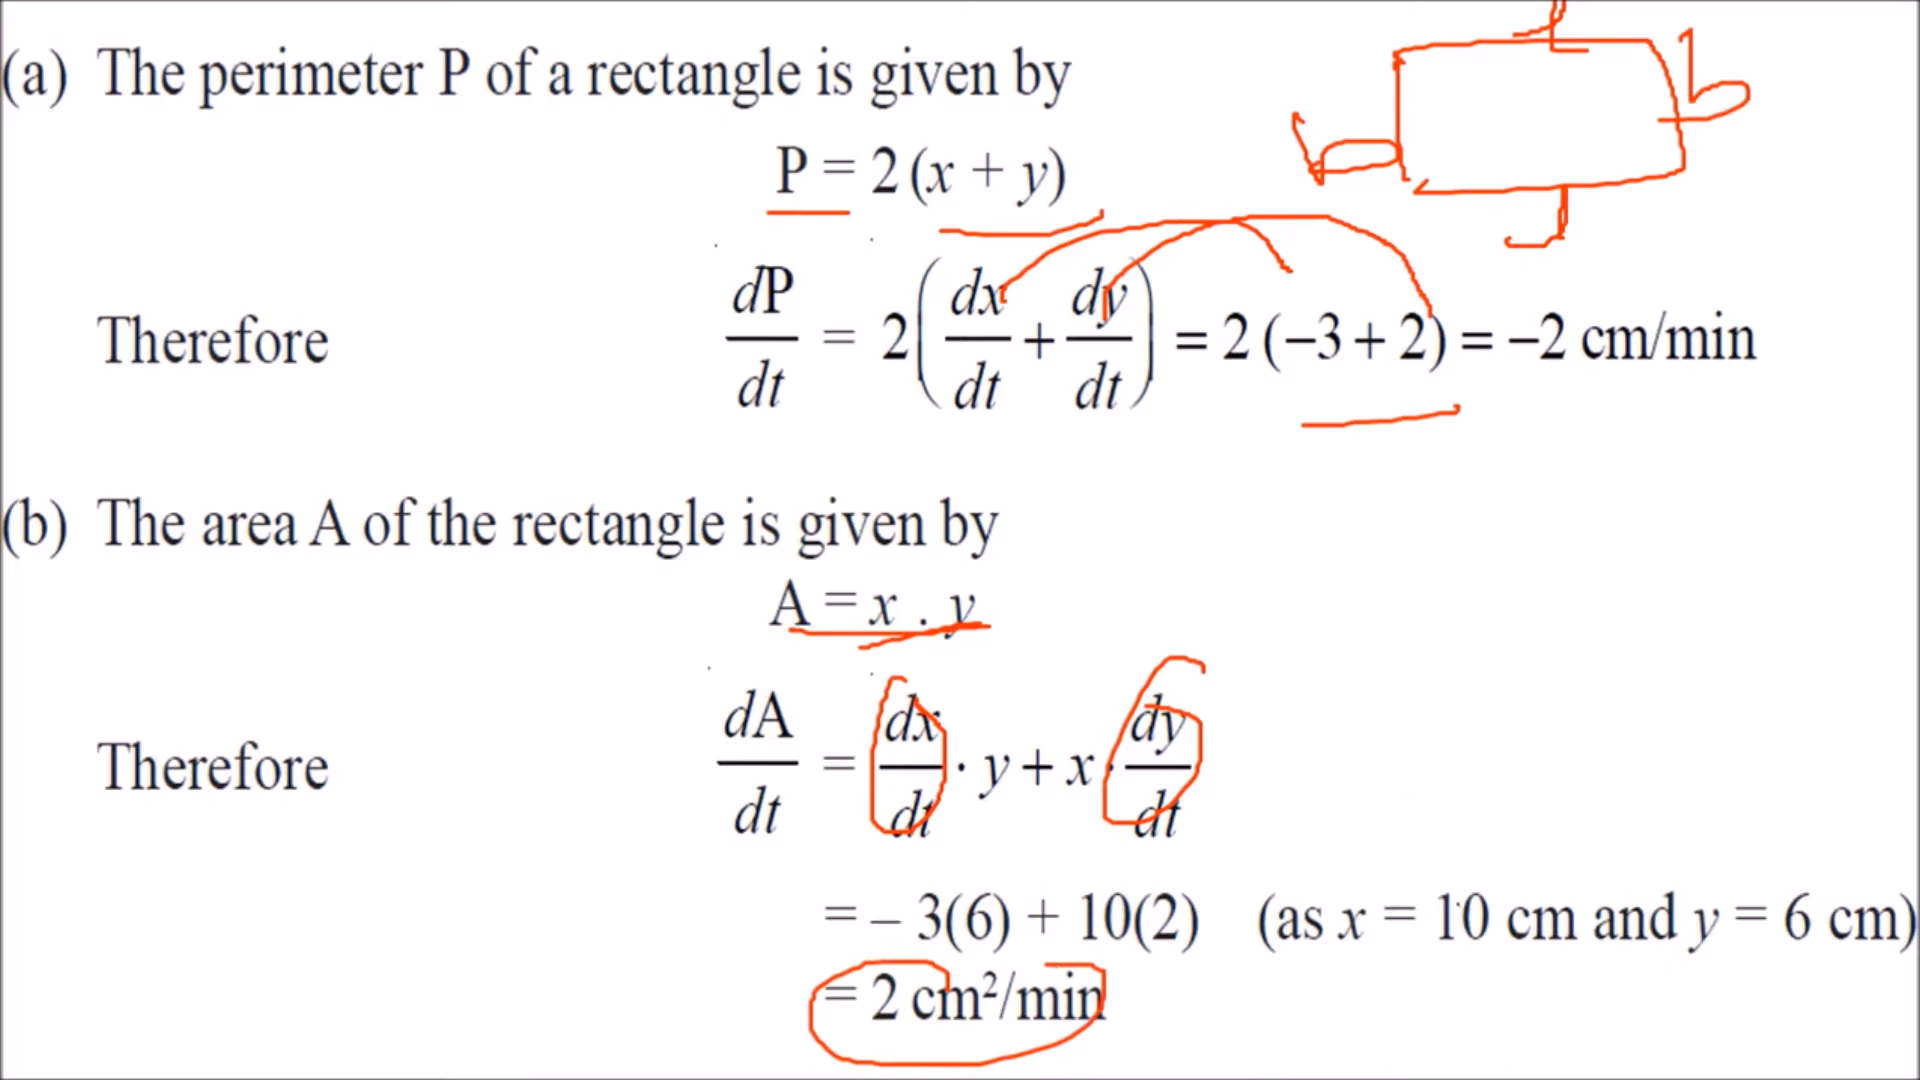 (a) The perimeter P of a rectangle is given by
P = 2 (x + y)
Therefore dP/dt = 2(dx/dt + dy/dt) = 2 (−3 + 2) = −2 cm/min
(b) The area A of the rectangle is given by
A = x . y
Therefore dA/dt = dx/dt · y + x · dy/dt
= – 3(6) + 10(2) (as x = 10 cm and y = 6 cm)
= 2 cm²/min